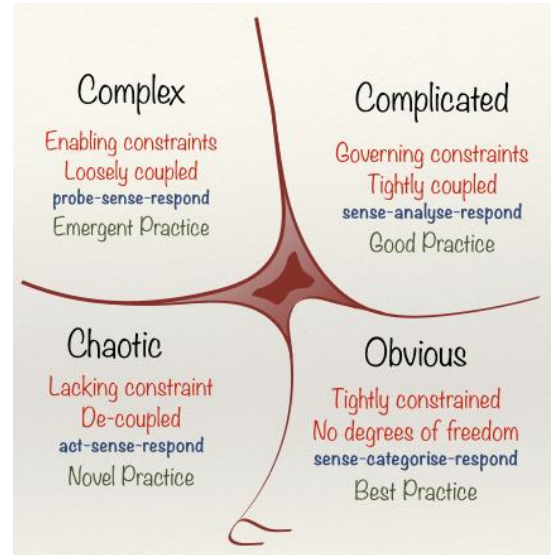 Complex
Enabling constraints
Loosely coupled
probe-sense-respond
Emergent Practice
Complicated
Governing constraints
Tightly coupled
sense-analyse-respond
Good Practice
Chaotic
Lacking constraint
De-coupled
act-sense-respond
Novel Practice
Obvious
Tightly constrained
No degrees of freedom
sense-categorise-respond
Best Practice